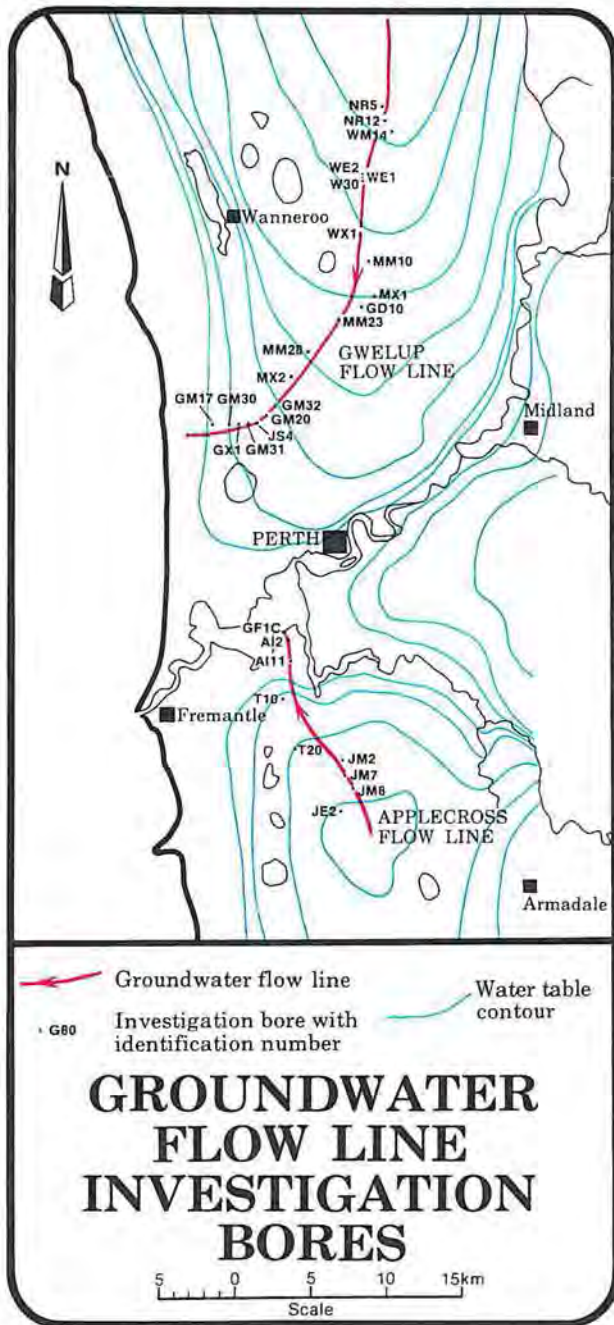 NR5
NR12
WM14
WE2
WE1
W30
N
Wanneroo
WX1
MM10
MX1
GD10
MM23
MM28
GWELUP
FLOW LINE
MX2
GM17
GM30
GM32
GM20
JS4
GX1
GM31
Midland
PERTH
GF1C
AI2
AI11
T10
Fremantle
T20
JM2
JM7
JM8
JE2
APPLECROSS
FLOW LINE
Armadale
Groundwater flow line
Water table
contour
G80
Investigation bore with
identification number
GROUNDWATER
FLOW LINE
INVESTIGATION
BORES
5 0 5 10 15km
Scale